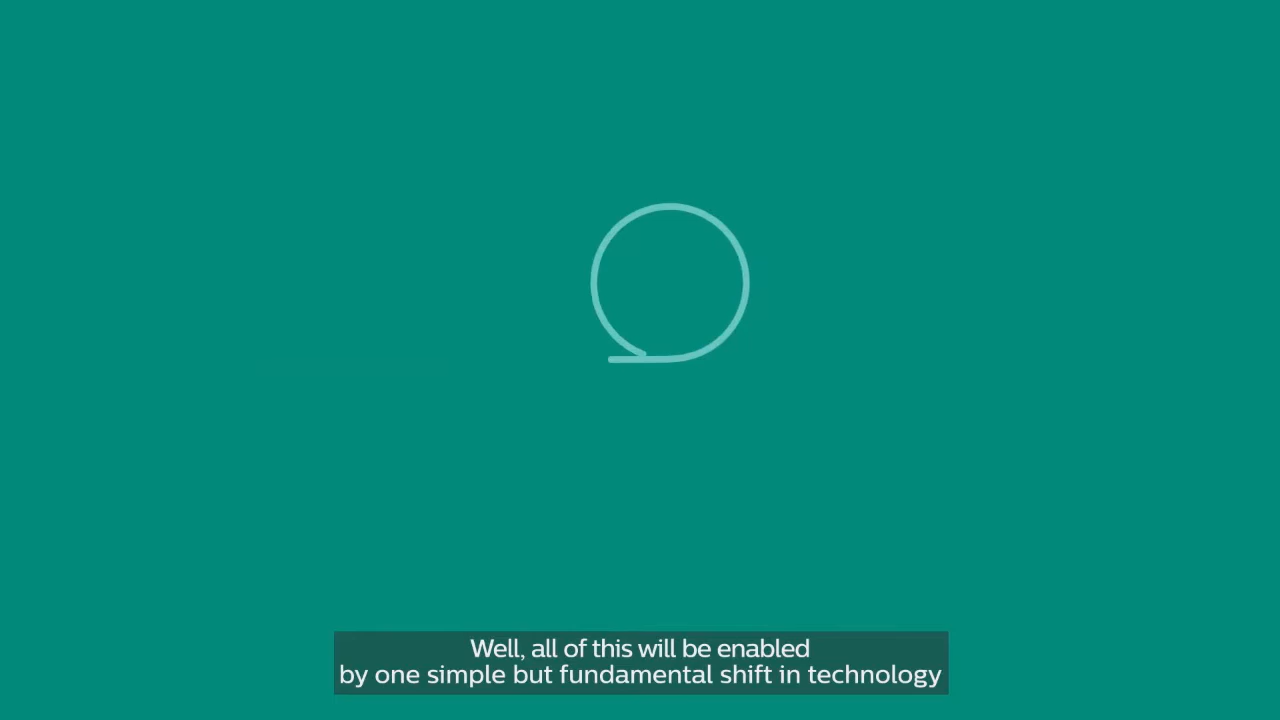 Well, all of this will be enabled
by one simple but fundamental shift in technology